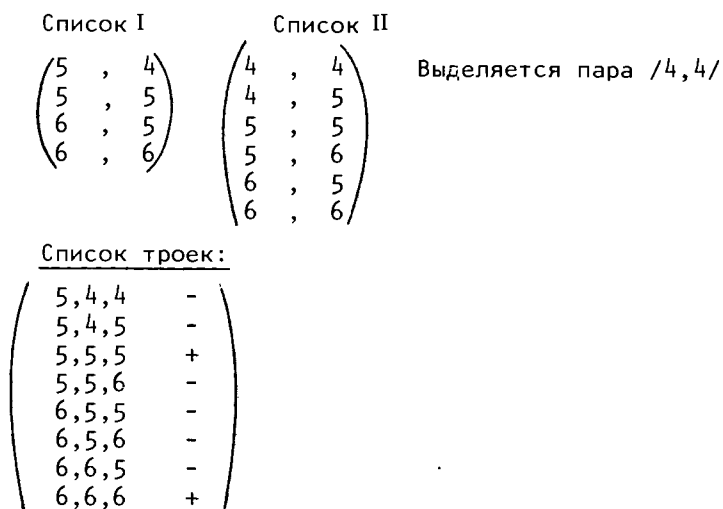 Список I Список II
5 , 4 4 , 4 Выделяется пара /4,4/
5 , 5 4 , 5
6 , 5 5 , 5
6 , 6 5 , 6
6 , 5
6 , 6
Список троек:
5,4,4 -
5,4,5 -
5,5,5 +
5,5,6 -
6,5,5 -
6,5,6 -
6,6,5 -
6,6,6 +